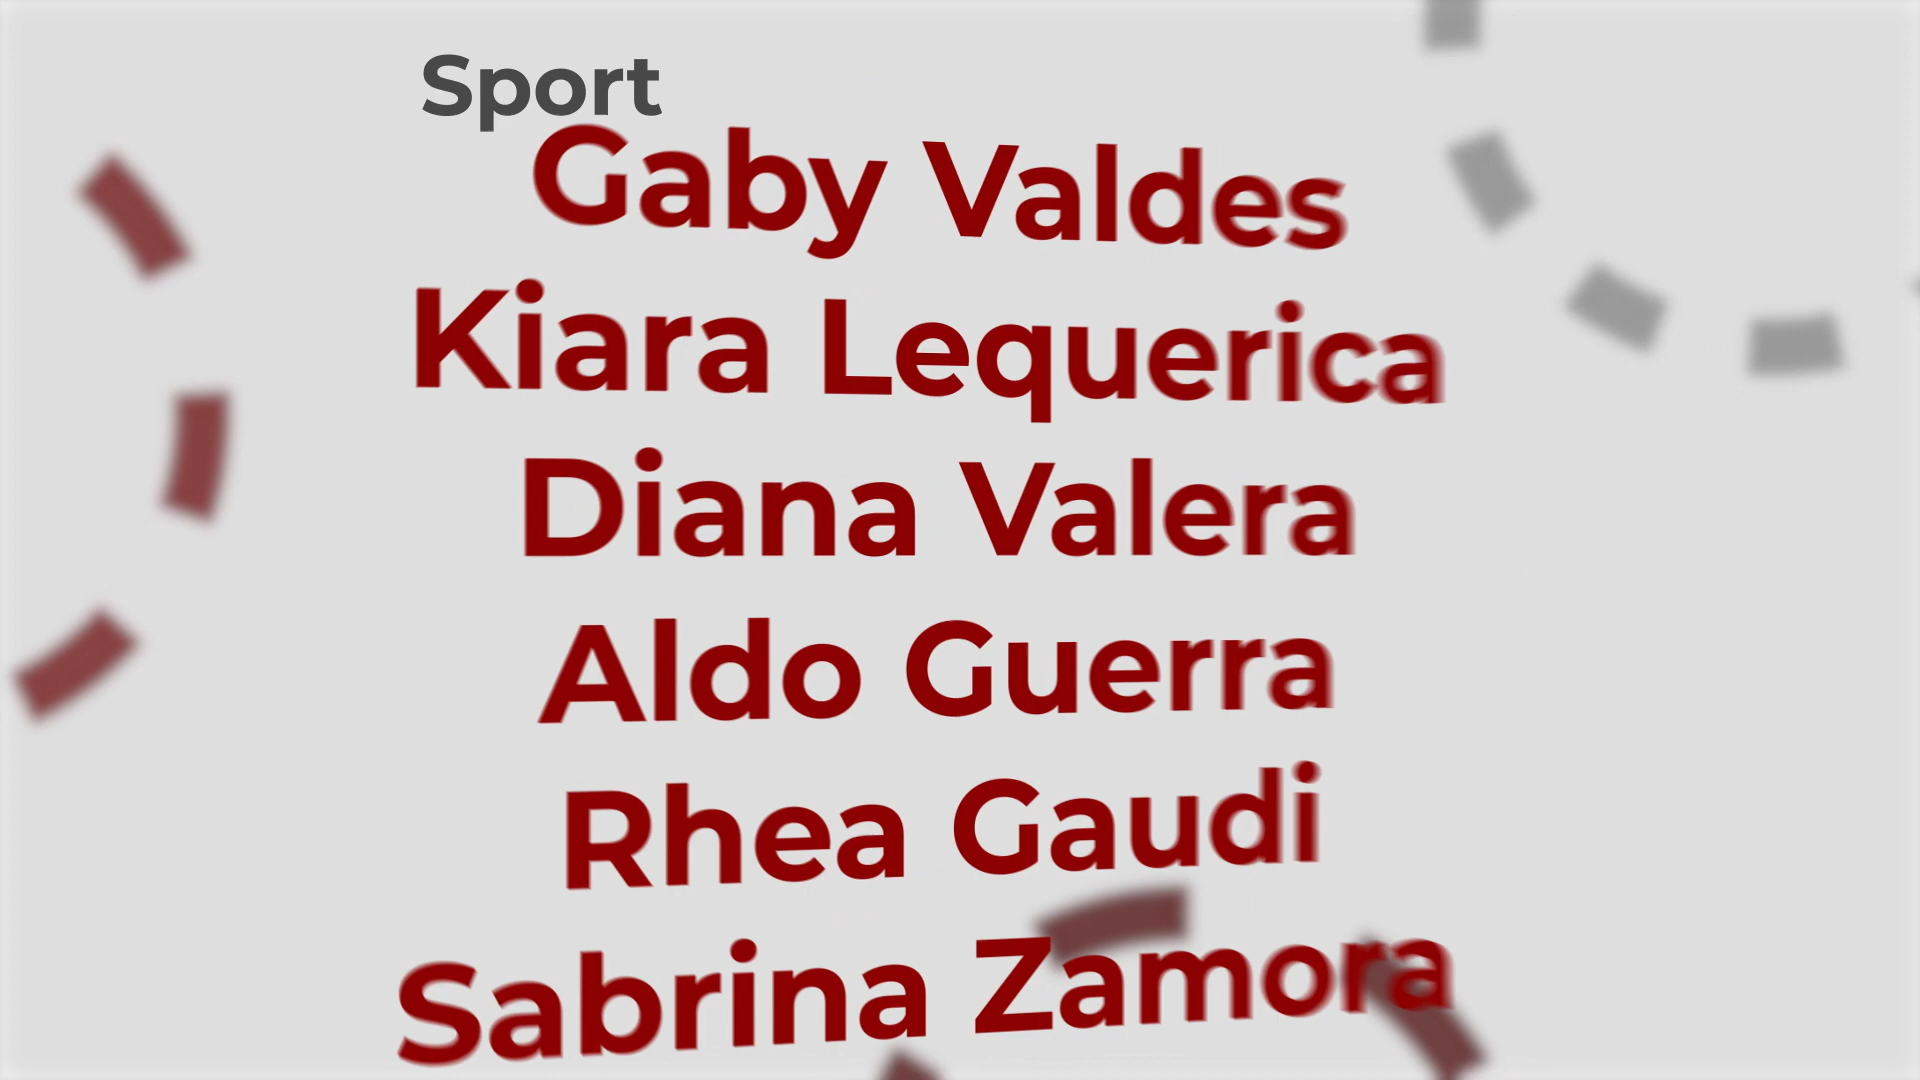 Sport
Gaby Valdes
Kiara Lequerica
Diana Valera
Aldo Guerra
Rhea Gaudi
Sabrina Zamora